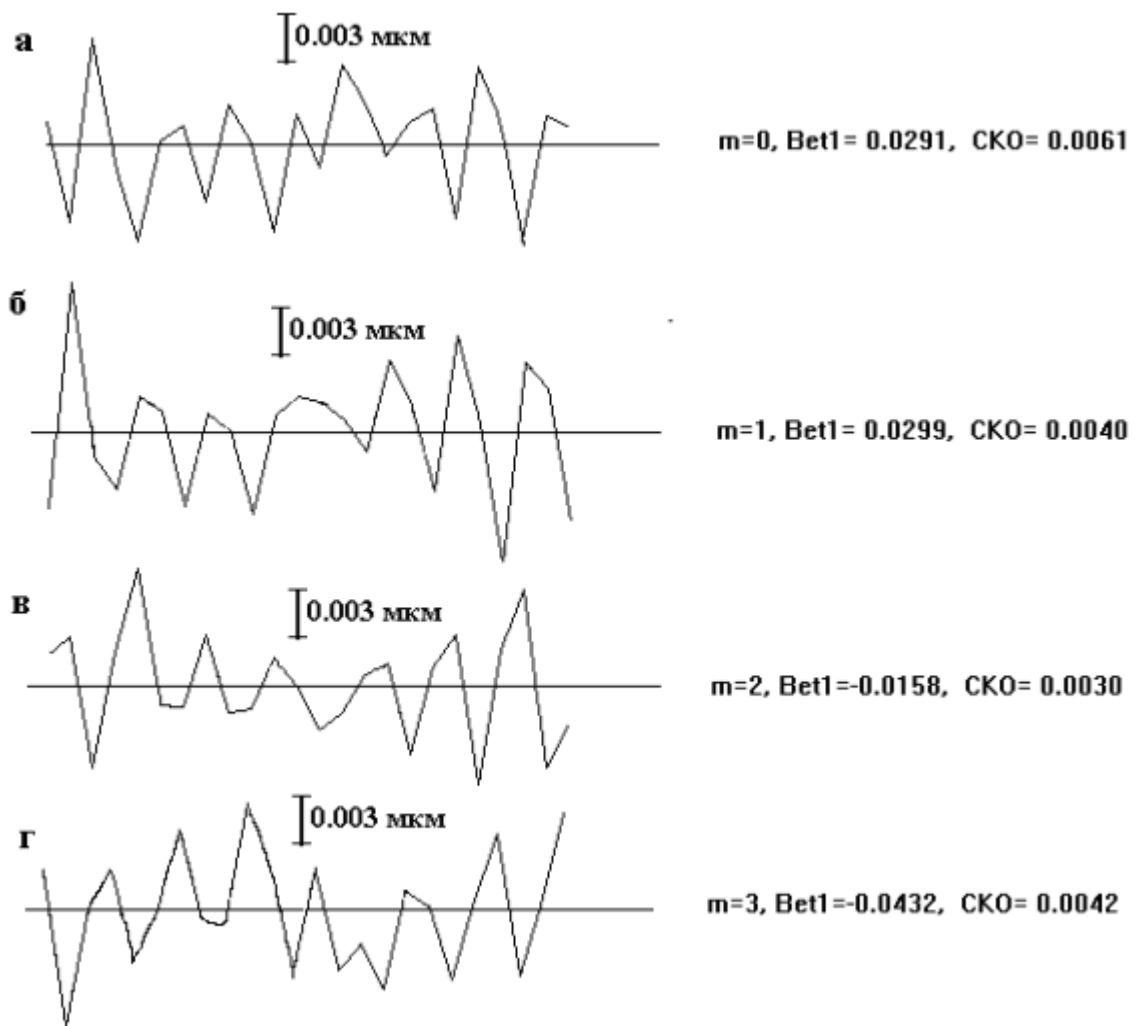 а
0.003 мкм
m=0, Bet1= 0.0291, СКО= 0.0061
б
0.003 мкм
m=1, Bet1= 0.0299, СКО= 0.0040
в
0.003 мкм
m=2, Bet1=-0.0158, СКО= 0.0030
г
0.003 мкм
m=3, Bet1=-0.0432, СКО= 0.0042